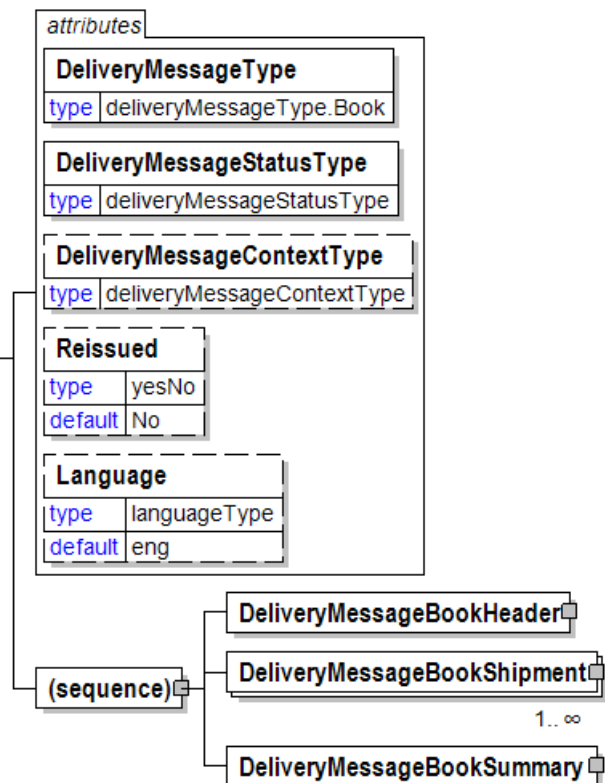 attributes
DeliveryMessageType
type deliveryMessageType.Book
DeliveryMessageStatusType
type deliveryMessageStatusType
DeliveryMessageContextType
type deliveryMessageContextType
Reissued
type yesNo
default No
Language
type languageType
default eng
DeliveryMessageBookHeader
(sequence)
DeliveryMessageBookShipment
1.. ∞
DeliveryMessageBookSummary